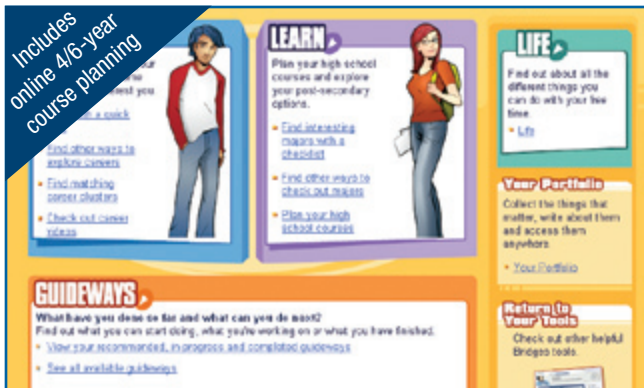 Includes
online 4/6-year
course planning
your
rest you
in a quick
Find other ways to
explore careers
Find matching
career clusters
Check out career
videos
LEARN
Plan your high school
courses and explore
your post-secondary
options.
Find interesting
majors with a
checklist
Find other ways to
check out majors
Plan your high
school courses
LIFE
Find out about all the
different things you
can do with your free
time.
Life
Your Portfolio
Collect the things that
matter, write about them
and access them
anywhere.
Your Portfolio
GUIDEWAYS
What have you done so far and what can you do next?
Find out what you can start doing, what you're working on or what you have finished.
View your recommended, in progress and completed guideways
See all available guideways
Return to
Your Tools
Check out other helpful
Bridges tools.